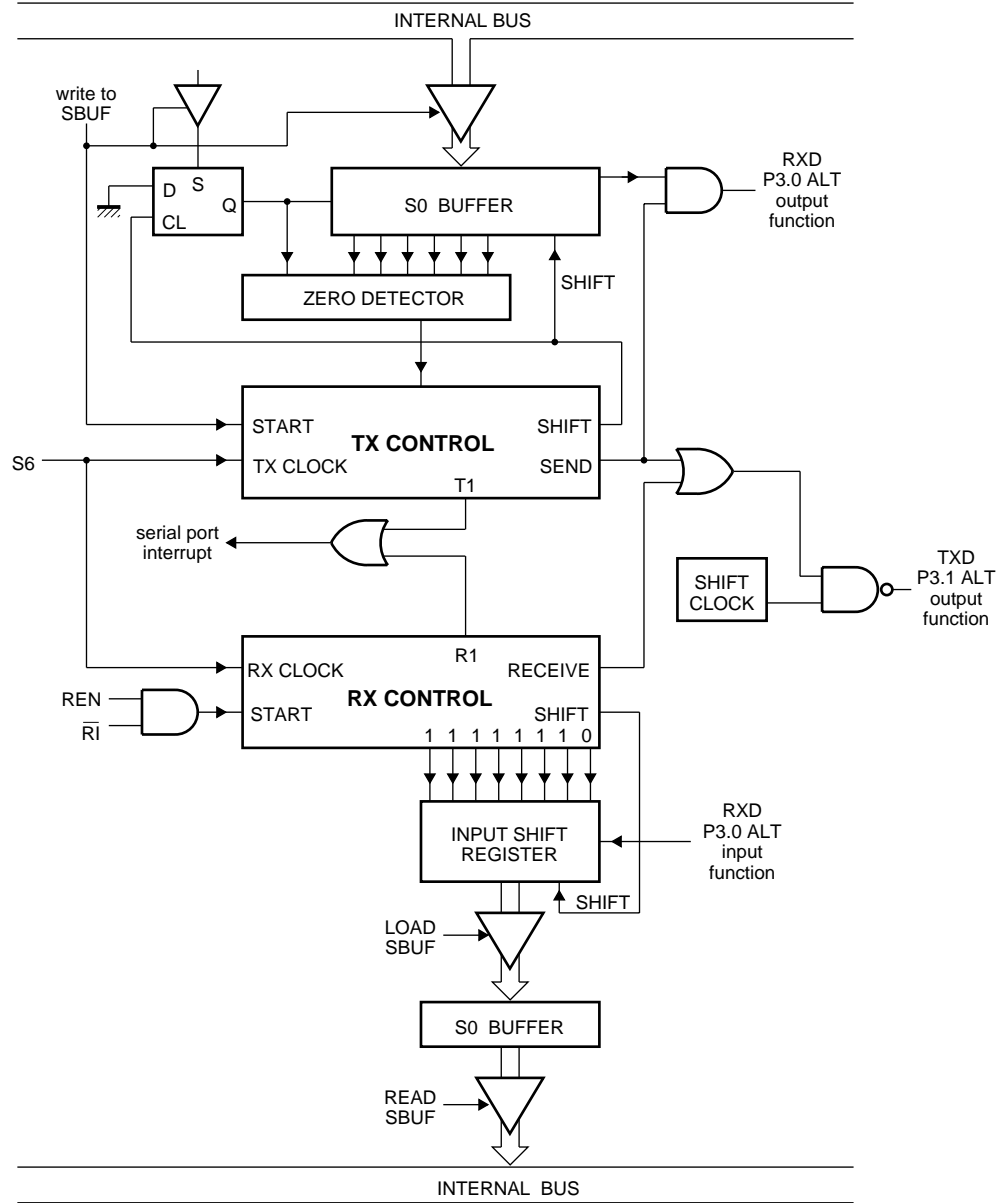 INTERNAL BUS
write to
SBUF
D
S
Q
CL
S0 BUFFER
RXD
P3.0 ALT
output
function
ZERO DETECTOR
SHIFT
START
TX CONTROL
SHIFT
S6
TX CLOCK
SEND
T1
serial port
interrupt
SHIFT
CLOCK
TXD
P3.1 ALT
output
function
R1
RX CLOCK
RECEIVE
RX CONTROL
REN
RI
START
SHIFT
1 1 1 1 1 1 1 0
INPUT SHIFT
REGISTER
RXD
P3.0 ALT
input
function
SHIFT
LOAD
SBUF
S0 BUFFER
READ
SBUF
INTERNAL BUS